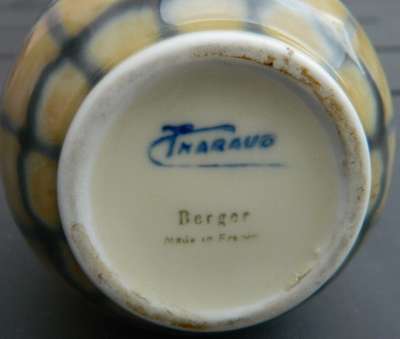 Tharaud
Berger
Made in France